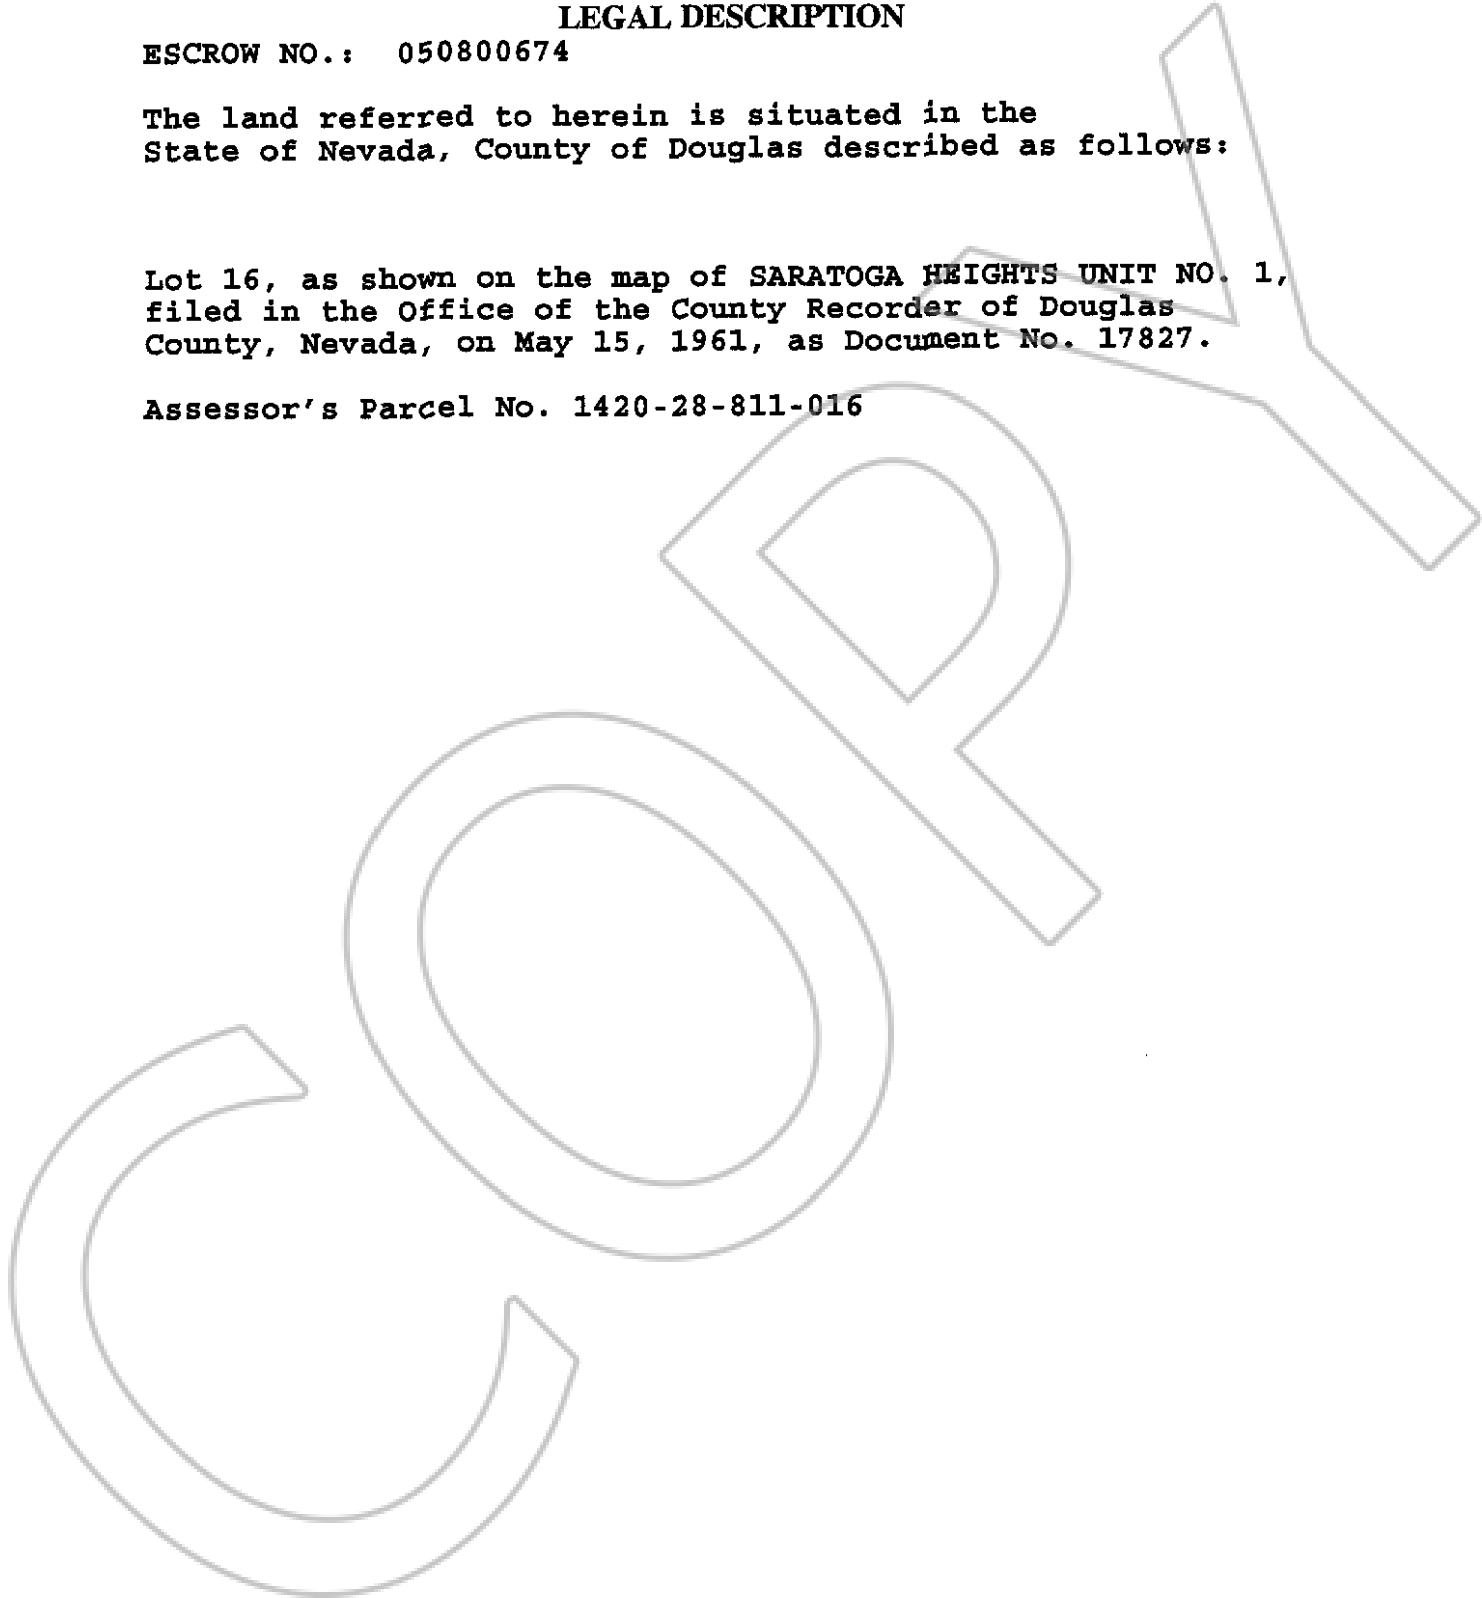 LEGAL DESCRIPTION
ESCROW NO.: 050800674
The land referred to herein is situated in the
State of Nevada, County of Douglas described as follows:
Lot 16, as shown on the map of SARATOGA HEIGHTS UNIT NO. 1,
filed in the Office of the County Recorder of Douglas
County, Nevada, on May 15, 1961, as Document No. 17827.
Assessor's Parcel No. 1420-28-811-016
COPY